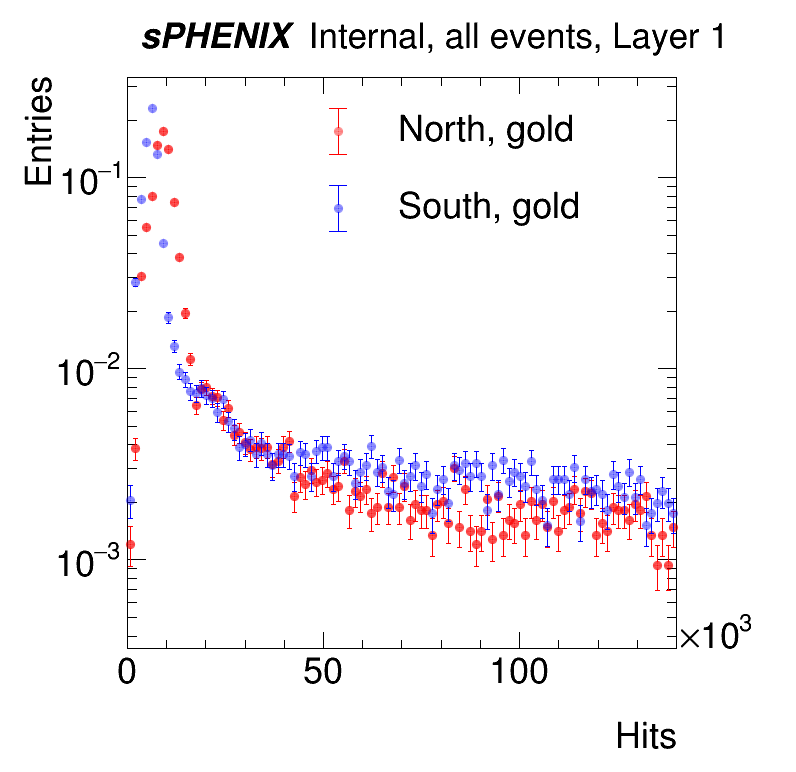 sPHENIX Internal, all events, Layer 1
Entries
North, gold
South, gold
10⁻¹
10⁻²
10⁻³
0 50 100
×10³
Hits